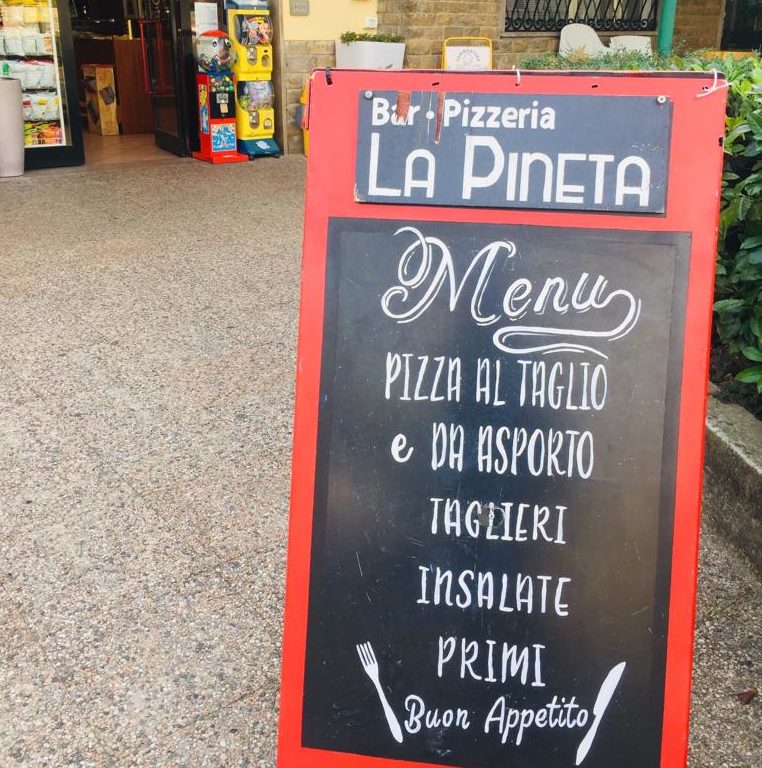 Bar • Pizzeria
LA PINETA
Menu
PIZZA AL TAGLIO
e DA ASPORTO
TAGLIERI
INSALATE
PRIMI
Buon Appetito